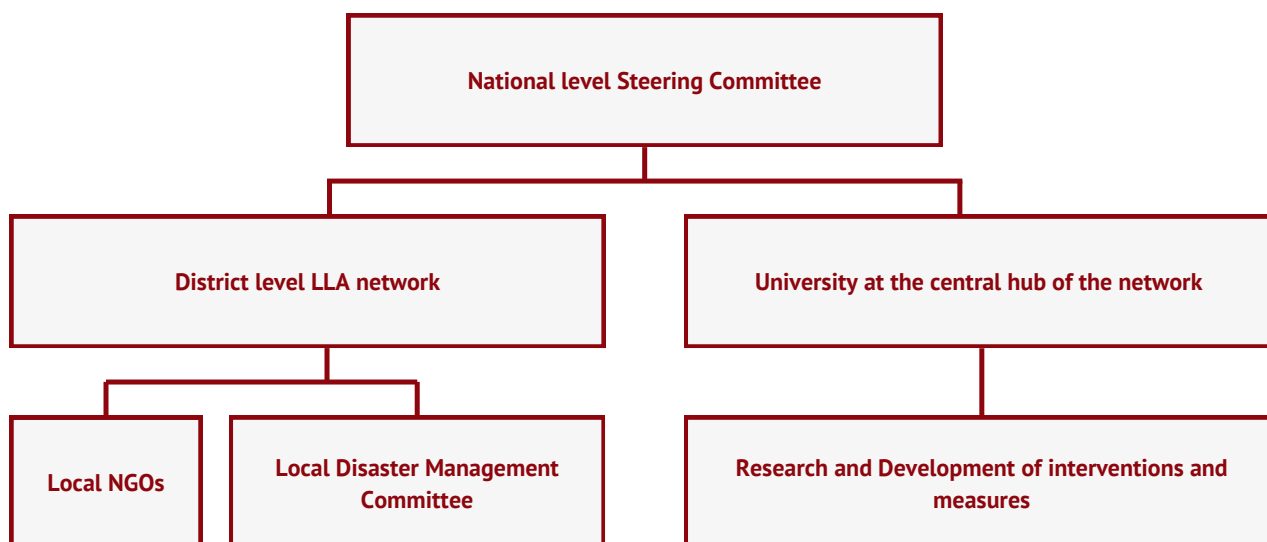 National level Steering Committee
District level LLA network
University at the central hub of the network
Local NGOs
Local Disaster Management
Committee
Research and Development of interventions and
measures